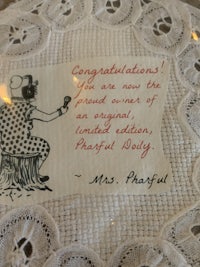 Congratulations!
You are now the
proud owner of
an original,
limited edition,
Pharful Doily.
~ Mrs. Pharful